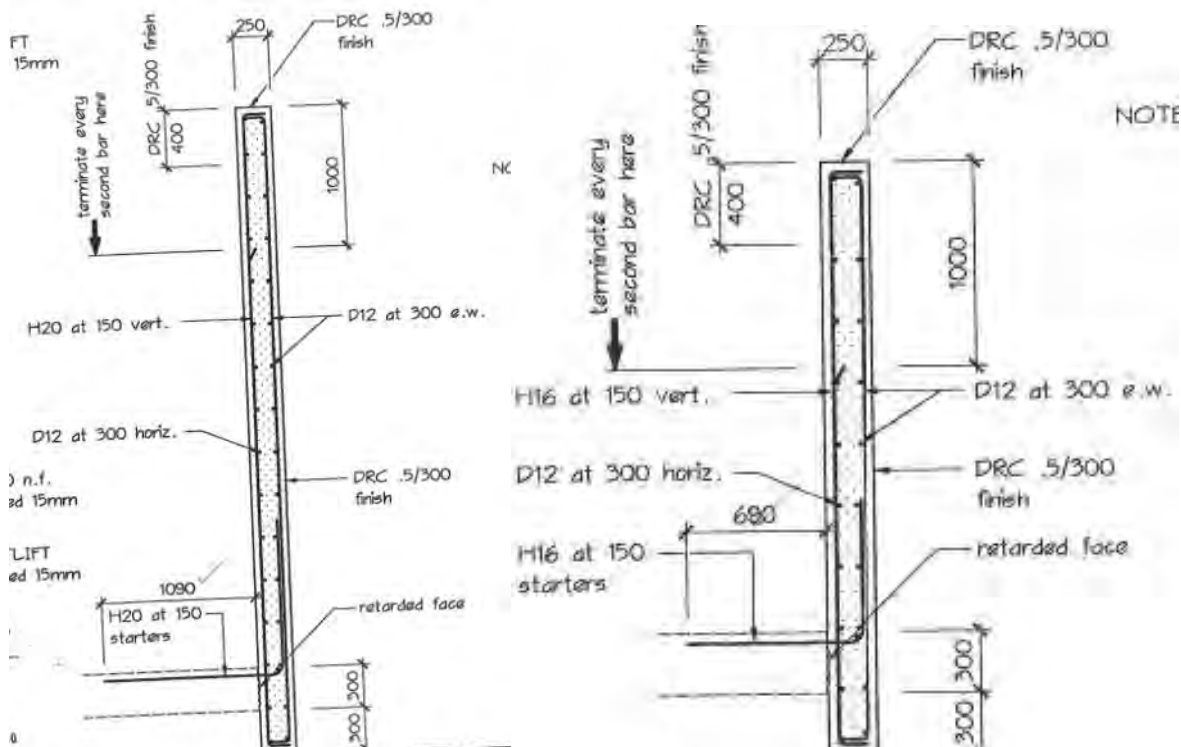 FT
15mm
250
DRC .5/300
finish
DRC .5/300 finish
400
terminate every
second bar here
1000
H20 at 150 vert.
D12 at 300 e.w.
D12 at 300 horiz.
DRC .5/300
finish
n.f.
ed 15mm
LIFT
ed 15mm
1090
H20 at 150
starters
retarded face
300
300
250
DRC .5/300
finish
NOTE
DRC 5/300 finish
400
terminate every
second bar here
1000
H16 at 150 vert.
D12 at 300 e.w.
D12 at 300 horiz.
DRC .5/300
finish
680
H16 at 150
starters
retarded face
300
300